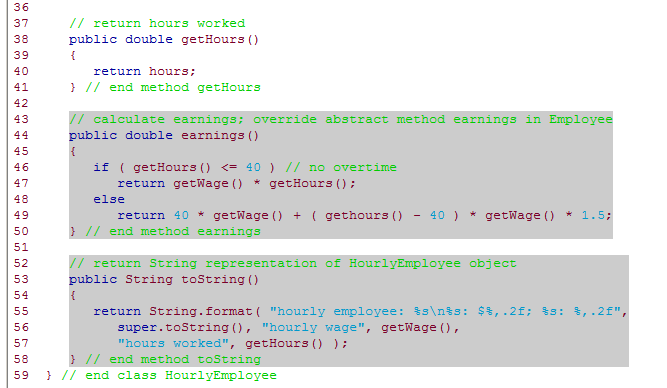 36
37 // return hours worked
38 public double getHours()
39 {
40 return hours;
41 } // end method getHours
42
43 // calculate earnings; override abstract method earnings in Employee
44 public double earnings()
45 {
46 if ( getHours() <= 40 ) // no overtime
47 return getWage() * getHours();
48 else
49 return 40 * getWage() + ( gethours() - 40 ) * getWage() * 1.5;
50 } // end method earnings
51
52 // return String representation of HourlyEmployee object
53 public String toString()
54 {
55 return String.format( "hourly employee: %s\n%s: $%,.2f; %s: %,.2f",
56 super.toString(), "hourly wage", getWage(),
57 "hours worked", getHours() );
58 } // end method toString
59 } // end class HourlyEmployee